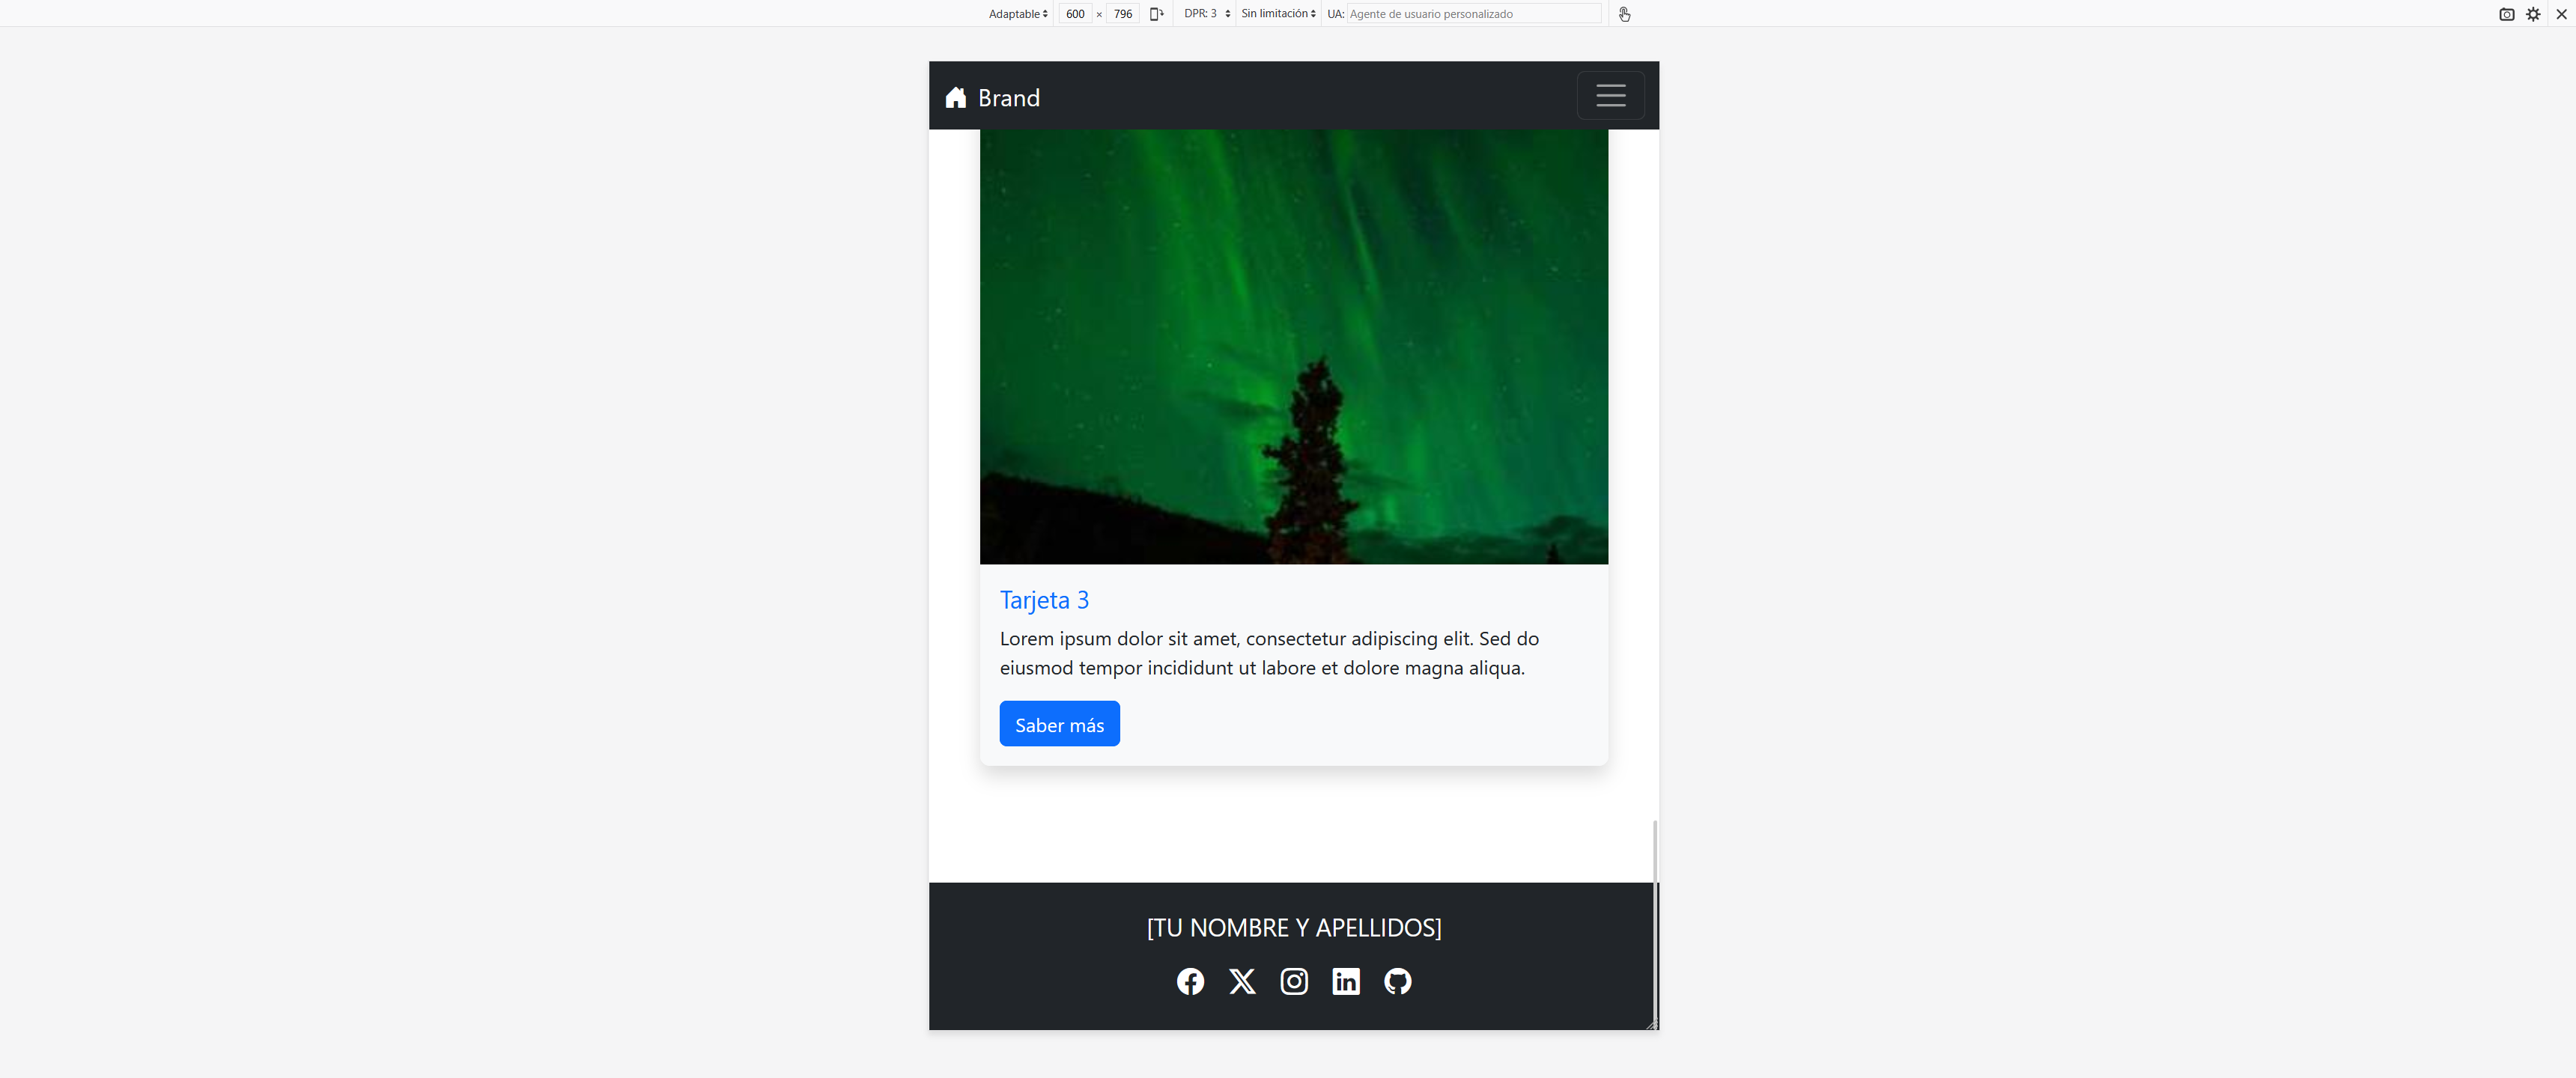 Adaptable 600 × 796 DPR: 3 Sin limitación UA: Agente de usuario personalizado
Brand
Tarjeta 3
Lorem ipsum dolor sit amet, consectetur adipiscing elit. Sed do
eiusmod tempor incididunt ut labore et dolore magna aliqua.
Saber más
[TU NOMBRE Y APELLIDOS]